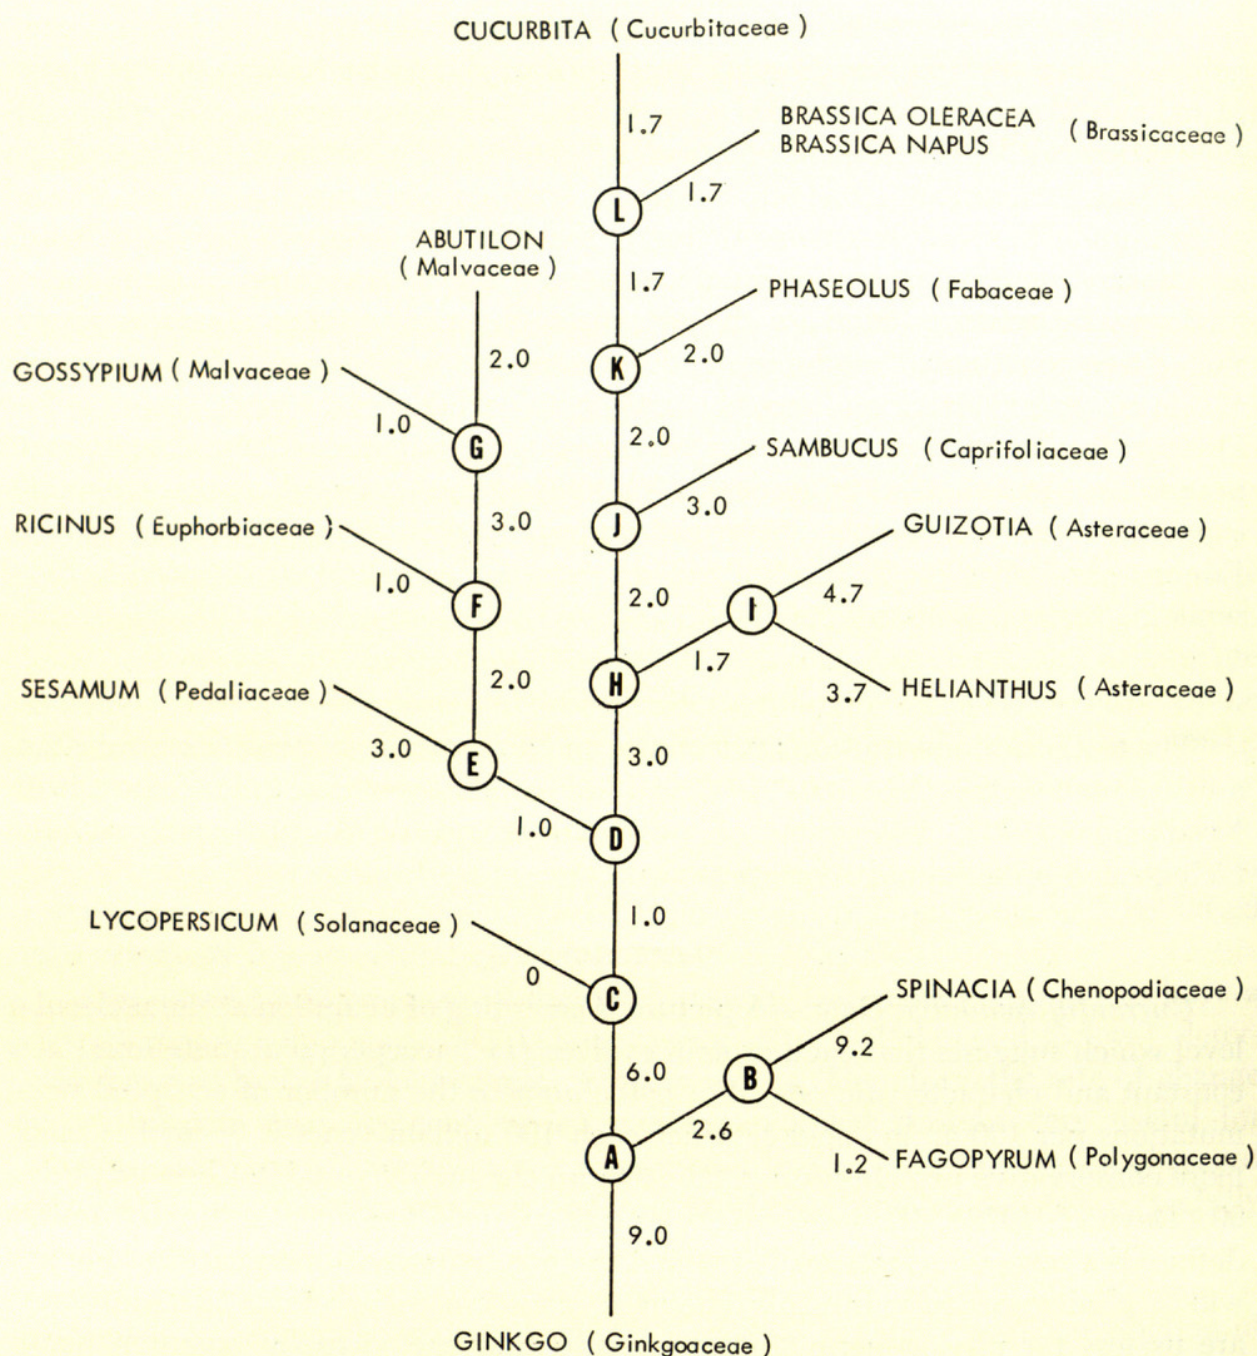 CUCURBITA ( Cucurbitaceae )
1.7
BRASSICA OLERACEA
BRASSICA NAPUS
( Brassicaceae )
1.7
L
ABUTILON
( Malvaceae )
1.7
PHASEOLUS ( Fabaceae )
2.0
2.0
K
GOSSYPIUM ( Malvaceae )
1.0
G
2.0
SAMBUCUS ( Caprifoliaceae )
3.0
RICINUS ( Euphorbiaceae )
3.0
J
GUIZOTIA ( Asteraceae )
1.0
F
2.0
I
4.7
SESAMUM ( Pedaliaceae )
2.0
H
1.7
3.7
HELIANTHUS ( Asteraceae )
3.0
E
3.0
1.0
D
LYCOPERSICUM ( Solanaceae )
1.0
0
C
SPINACIA ( Chenopodiaceae )
9.2
6.0
B
2.6
A
1.2
FAGOPYRUM ( Polygonaceae )
9.0
GINKGO ( Ginkgoaceae )